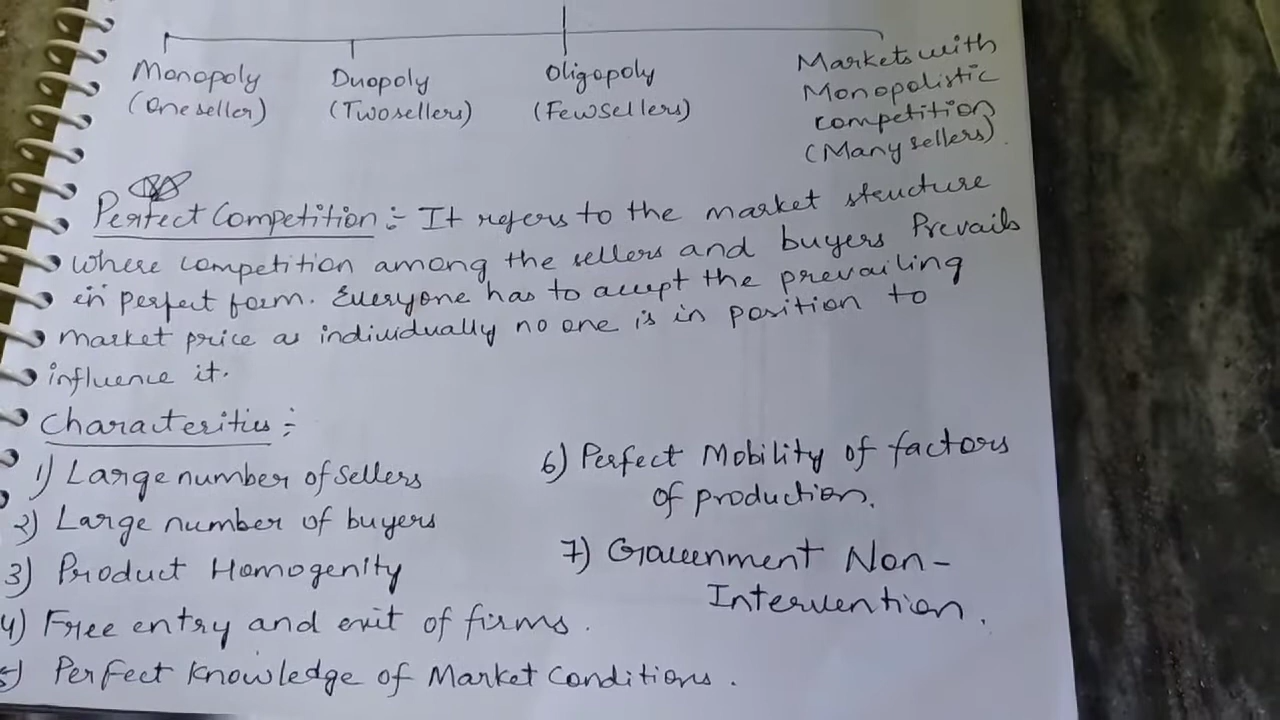 Monopoly
(One seller)
Duopoly
(Two sellers)
Oligopoly
(Few sellers)
Markets with
Monopolistic
competition
(Many sellers).
Perfect Competition :- It refers to the market structure
where competition among the sellers and buyers Prevails
in perfect form. Everyone has to accept the prevailing
market price as individually no one is in position to
influence it.
Characteritics :-
1) Large number of Sellers
2) Large number of buyers
3) Product Homogenity
4) Free entry and exit of firms.
5) Perfect Knowledge of Market Conditions.
6) Perfect Mobility of factors
of production.
7) Government Non-
Intervention.